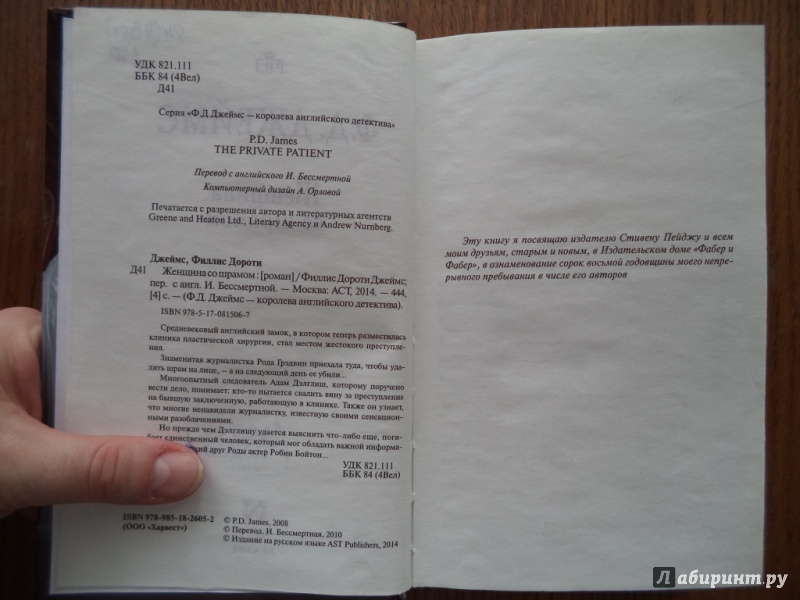 УДК 821.111
ББК 84 (4Вел)
Д41
Серия «Ф.Д.Джеймс — королева английского детектива»
P.D. James
THE PRIVATE PATIENT
Перевод с английского И. Бессмертной
Компьютерный дизайн А. Орловой
Печатается с разрешения автора и литературных агентств
Greene and Heaton Ltd., Literary Agency и Andrew Nurnberg.
Джеймс, Филлис Дороти
Д41 Женщина со шрамом : [роман] / Филлис Дороти Джеймс;
пер. с англ. И. Бессмертной. — Москва: АСТ, 2014. — 444,
[4] с. — (Ф.Д. Джеймс — королева английского детектива).
ISBN 978-5-17-081506-7
Средневековый английский замок, в котором теперь разместилась
клиника пластической хирургии, стал местом жестокого преступле-
ния.
Знаменитая журналистка Рода Грэдвин приехала туда, чтобы уда-
лить шрам на лице, — а на следующий день ее убили...
Многоопытный следователь Адам Дэлглиш, которому поручено
вести дело, понимает: кто-то пытается свалить вину за преступление
на бывшую заключенную, работающую в клинике. Также он узнает,
что многие ненавидели журналистку, известную своими сенсацион-
ными разоблачениями.
Но прежде чем Дэлглишу удается выяснить что-либо еще, поги-
бает единственный человек, который мог обладать важной информа-
друг Роды актер Робин Бойтон...
УДК 821.111
ББК 84 (4Вел)
ISBN 978-985-18-2605-2
(ООО «Харвест»)
© P.D. James, 2008
© Перевод. И. Бессмертная, 2010
© Издание на русском языке AST Publishers, 2014
Эту книгу я посвящаю издателю Стивену Пейджу и всем
моим друзьям, старым и новым, в Издательском доме «Фабер и
Фабер», в ознаменование сорок восьмой годовщины моего непре-
рывного пребывания в числе его авторов
Лабиринт.ру